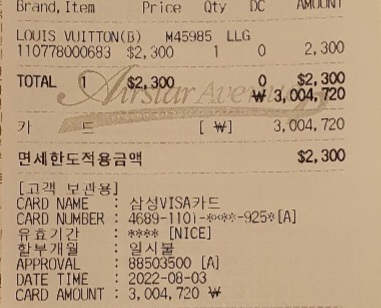 Brand, Item Price Qty DC AMOUNT
LOUIS VUITTON(B) M45985 LLG
110778000683 $2,300 1 0 2,300
TOTAL 1 $2,300 0 $2,300
₩ 3,004,720
Airstar Avenue
카 드 [ ₩] 3,004,720
면세한도적용금액 $2,300
[고객 보관용]
CARD NAME : 삼성VISA카드
CARD NUMBER : 4689-1101-****-925*[A]
유효기간 : **** [NICE]
할부개월 : 일시불
APPROVAL : 88503500 [A]
DATE TIME : 2022-08-03
CARD AMOUNT : 3,004,720 ₩